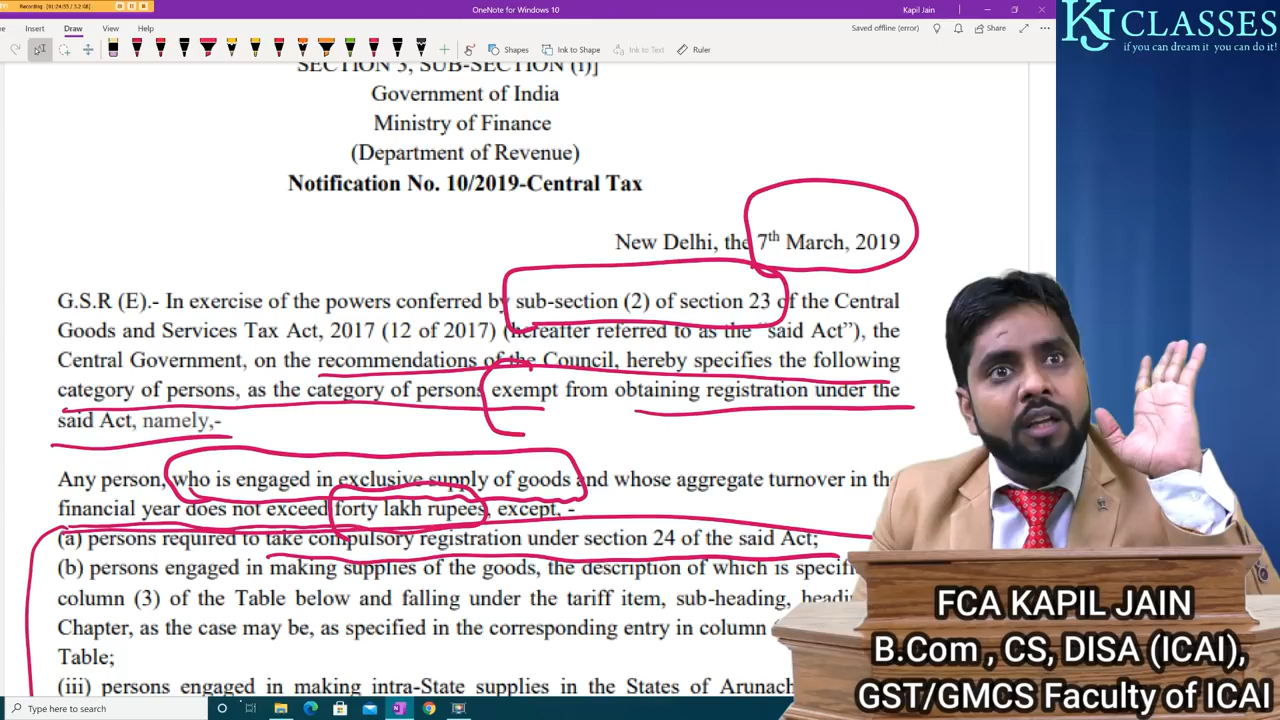 Recording 01:24:55 / 5.2 GB
OneNote for Windows 10
Kapil Jain
Insert Draw View Help
Saved offline (error)
Share
Shapes
Ink to Shape
Ink to Text
Ruler
KJ CLASSES
if you can dream it you can do it!
SECTION 3, SUB-SECTION (i)]
Government of India
Ministry of Finance
(Department of Revenue)
Notification No. 10/2019-Central Tax
New Delhi, the 7th March, 2019
G.S.R (E).- In exercise of the powers conferred by sub-section (2) of section 23 of the Central
Goods and Services Tax Act, 2017 (12 of 2017) (hereafter referred to as the “said Act”), the
Central Government, on the recommendations of the Council, hereby specifies the following
category of persons, as the category of persons exempt from obtaining registration under the
said Act, namely,-
Any person, who is engaged in exclusive supply of goods and whose aggregate turnover in the
financial year does not exceed forty lakh rupees, except, -
(a) persons required to take compulsory registration under section 24 of the said Act;
(b) persons engaged in making supplies of the goods, the description of which is
column (3) of the Table below and falling under the tariff item, sub-heading,
Chapter, as the case may be, as specified in the corresponding entry in column
Table;
(iii) persons engaged in making intra-State supplies in the States of
FCA KAPIL JAIN
B.Com , CS, DISA (ICAI),
GST/GMCS Faculty of ICAI
Type here to search